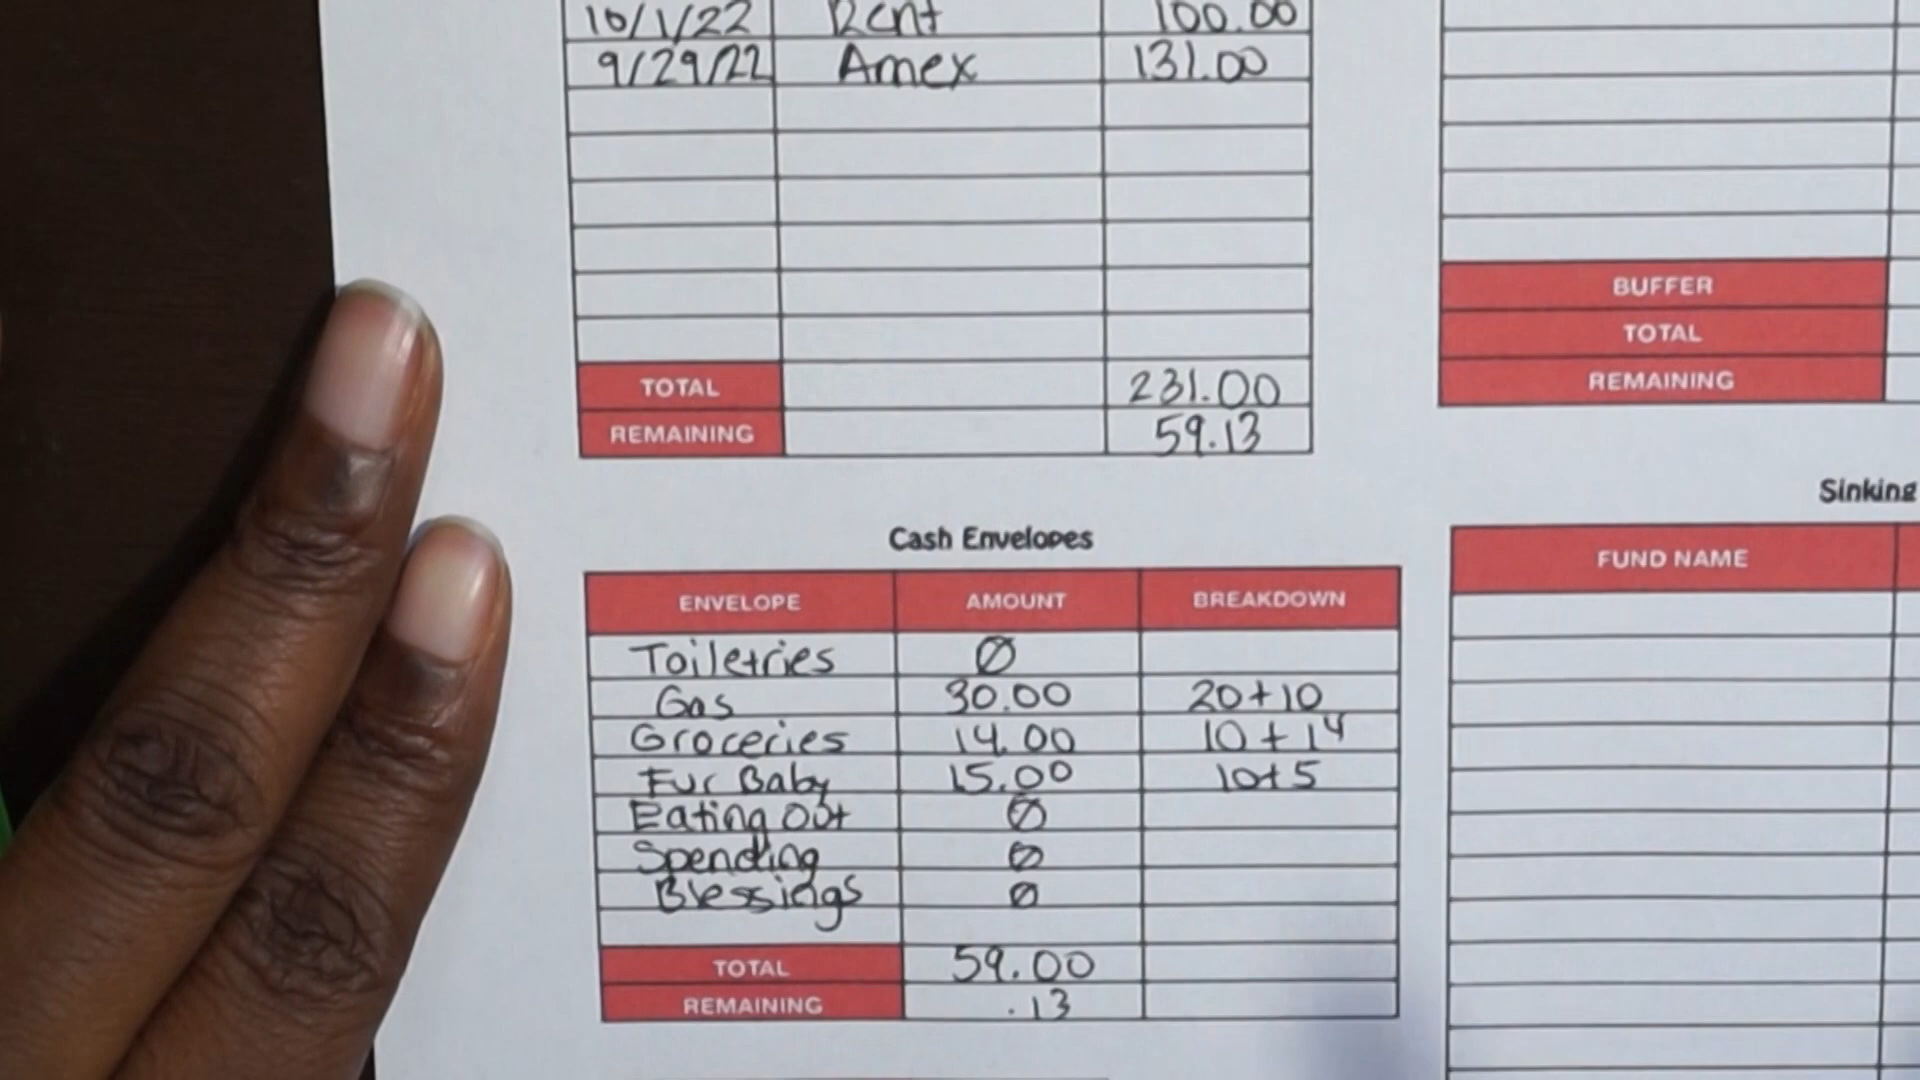 10/1/22 Rent 100.00
9/29/22 Amex 131.00
TOTAL 231.00
REMAINING 59.13
BUFFER
TOTAL
REMAINING
Cash Envelopes
ENVELOPE AMOUNT BREAKDOWN
Toiletries Ø
Gas 30.00 20+10
Groceries 14.00 10+14
Fur Baby 15.00 10+5
Eating Out Ø
Spending Ø
Blessings Ø
TOTAL 59.00
REMAINING .13
Sinking
FUND NAME